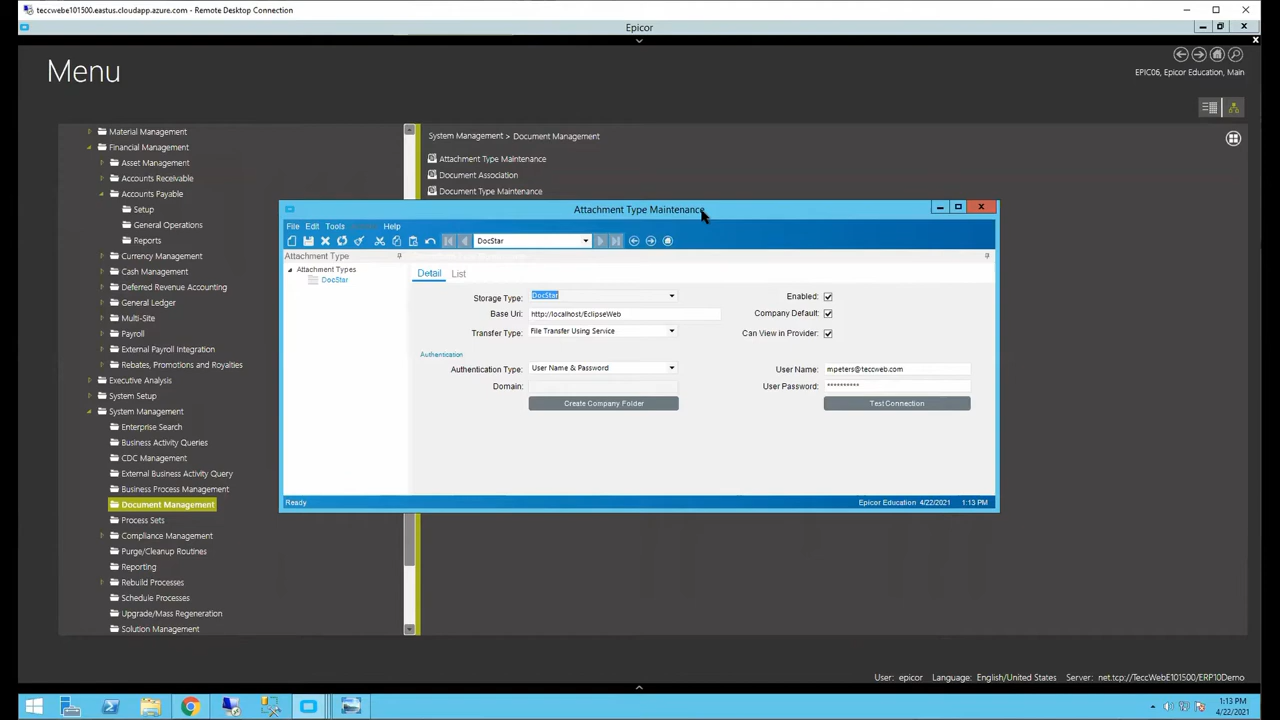 teccwebe101500.eastus.cloudapp.azure.com - Remote Desktop Connection
Epicor
Menu
EPIC06, Epicor Education, Main
Material Management
Financial Management
Asset Management
Accounts Receivable
Accounts Payable
Setup
General Operations
Reports
Currency Management
Cash Management
Deferred Revenue Accounting
General Ledger
Multi-Site
Payroll
External Payroll Integration
Rebates, Promotions and Royalties
Executive Analysis
System Setup
System Management
Enterprise Search
Business Activity Queries
CDC Management
External Business Activity Query
Business Process Management
Document Management
Process Sets
Compliance Management
Purge/Cleanup Routines
Reporting
Rebuild Processes
Schedule Processes
Upgrade/Mass Regeneration
Solution Management
System Management > Document Management
Attachment Type Maintenance
Document Association
Document Type Maintenance
Attachment Type Maintenance
File Edit Tools Help
DocStar
Attachment Type
Attachment Types
DocStar
Detail List
Storage Type: DocStar Enabled:
Base Uri: http://localhost/EclipseWeb Company Default:
Transfer Type: File Transfer Using Service Can View in Provider:
Authentication
Authentication Type: User Name & Password User Name: mpeters@teccweb.com
Domain: User Password: **********
Create Company Folder Test Connection
Ready Epicor Education 4/22/2021 1:13 PM
User: epicor Language: English/United States Server: net.tcp://TeccWebE101500/ERP10Demo
1:13 PM
4/22/2021